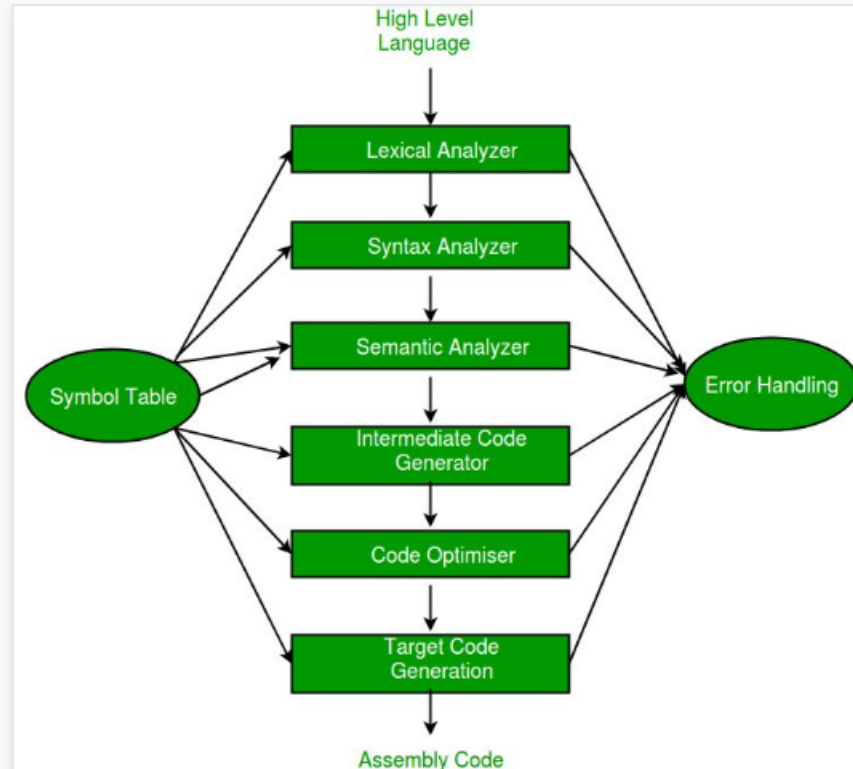 High Level
Language
Lexical Analyzer
Syntax Analyzer
Semantic Analyzer
Symbol Table
Error Handling
Intermediate Code
Generator
Code Optimiser
Target Code
Generation
Assembly Code